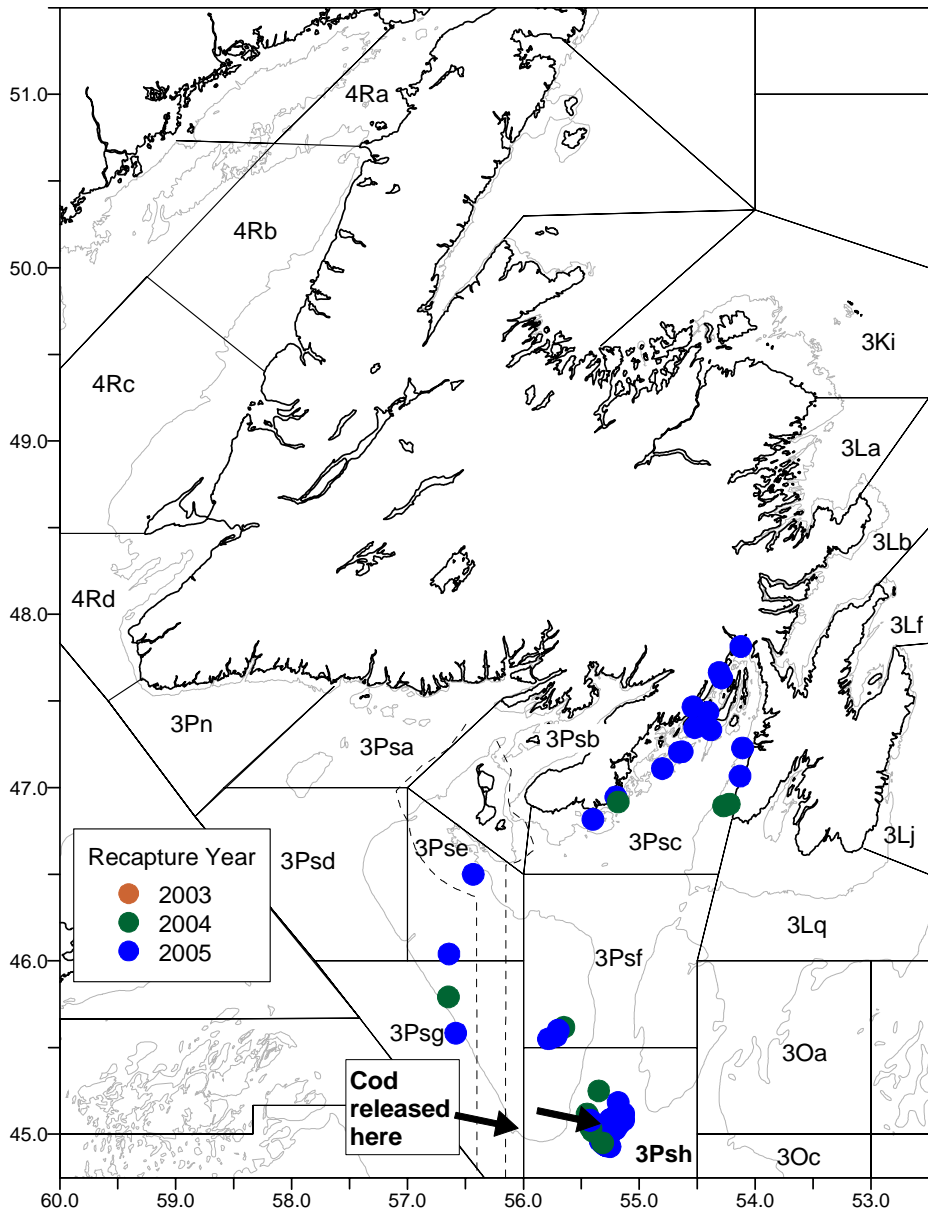 51.0
50.0
49.0
48.0
47.0
46.0
45.0
4Ra
4Rb
4Rc
4Rd
3Ki
3La
3Lb
3Lf
3Pn
3Psa
3Psb
3Psc
3Lj
3Psd
3Pse
3Lq
3Psf
3Psg
3Oa
3Psh
3Oc
Recapture Year
2003
2004
2005
Cod
released
here
60.0 59.0 58.0 57.0 56.0 55.0 54.0 53.0